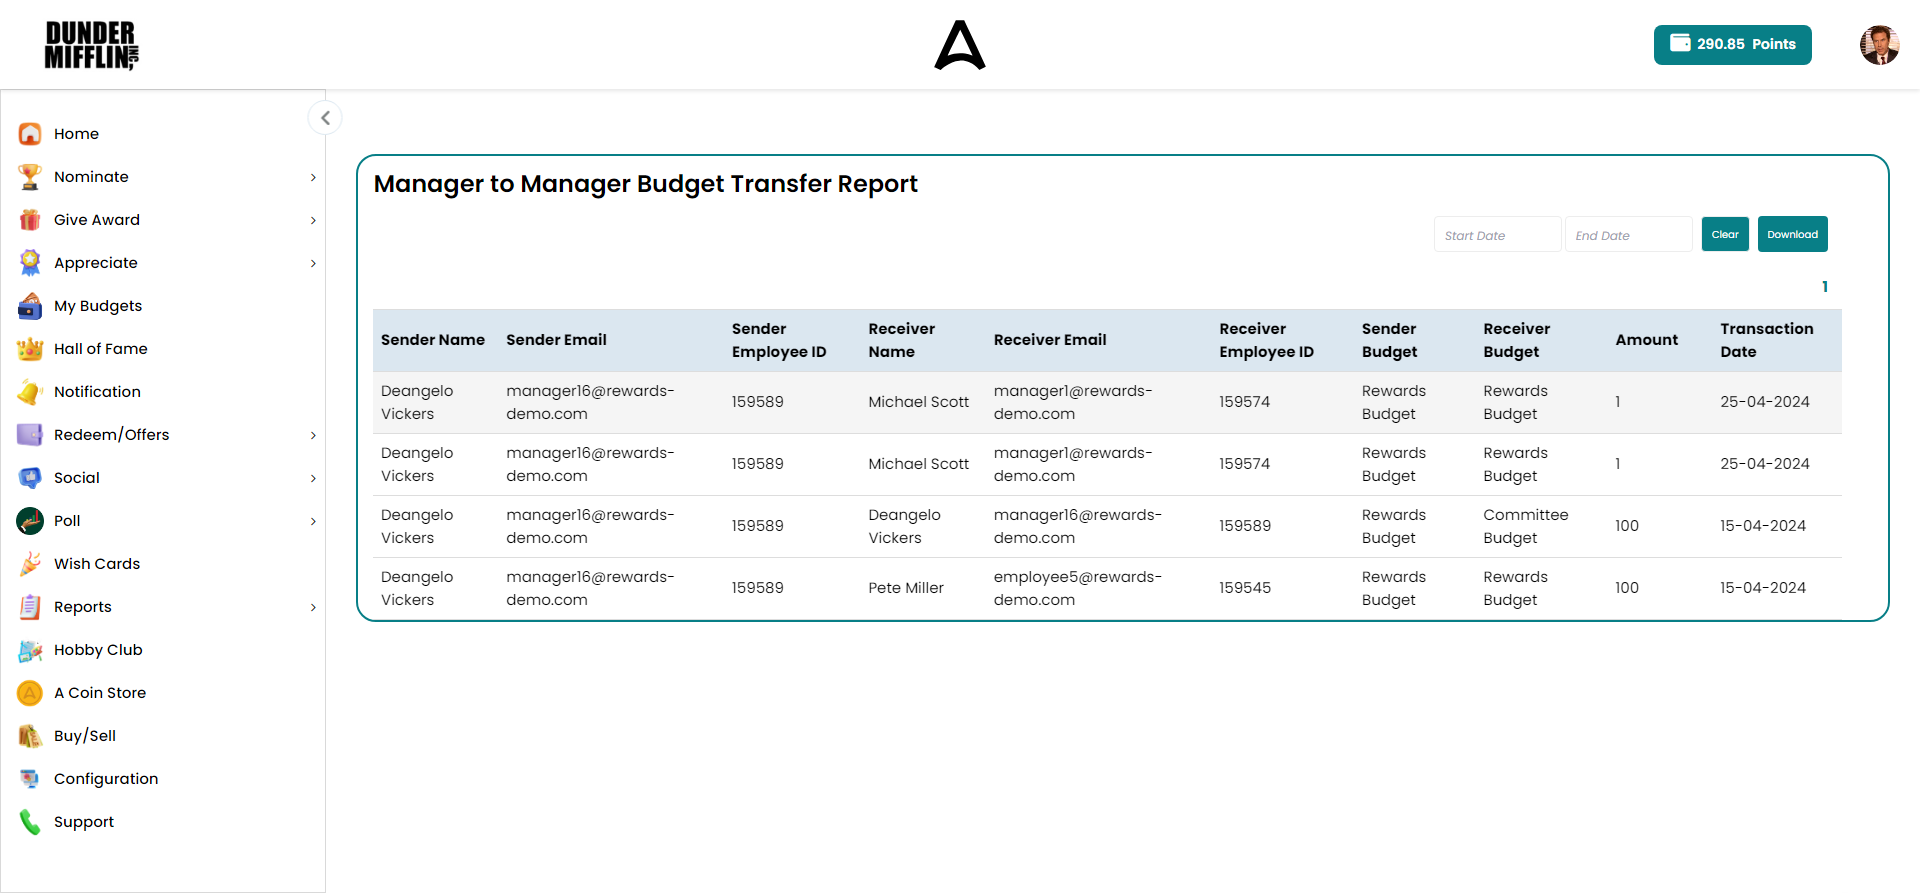 DUNDER
MIFFLIN INC,
290.85 Points
Home
Nominate
Give Award
Appreciate
My Budgets
Hall of Fame
Notification
Redeem/Offers
Social
Poll
Wish Cards
Reports
Hobby Club
A Coin Store
Buy/Sell
Configuration
Support
Manager to Manager Budget Transfer Report
Start Date End Date Clear Download
1
Sender Name Sender Email Sender Employee ID Receiver Name Receiver Email Receiver Employee ID Sender Budget Receiver Budget Amount Transaction Date
Deangelo Vickers manager16@rewards-demo.com 159589 Michael Scott manager1@rewards-demo.com 159574 Rewards Budget Rewards Budget 1 25-04-2024
Deangelo Vickers manager16@rewards-demo.com 159589 Michael Scott manager1@rewards-demo.com 159574 Rewards Budget Rewards Budget 1 25-04-2024
Deangelo Vickers manager16@rewards-demo.com 159589 Deangelo Vickers manager16@rewards-demo.com 159589 Rewards Budget Committee Budget 100 15-04-2024
Deangelo Vickers manager16@rewards-demo.com 159589 Pete Miller employee5@rewards-demo.com 159545 Rewards Budget Rewards Budget 100 15-04-2024